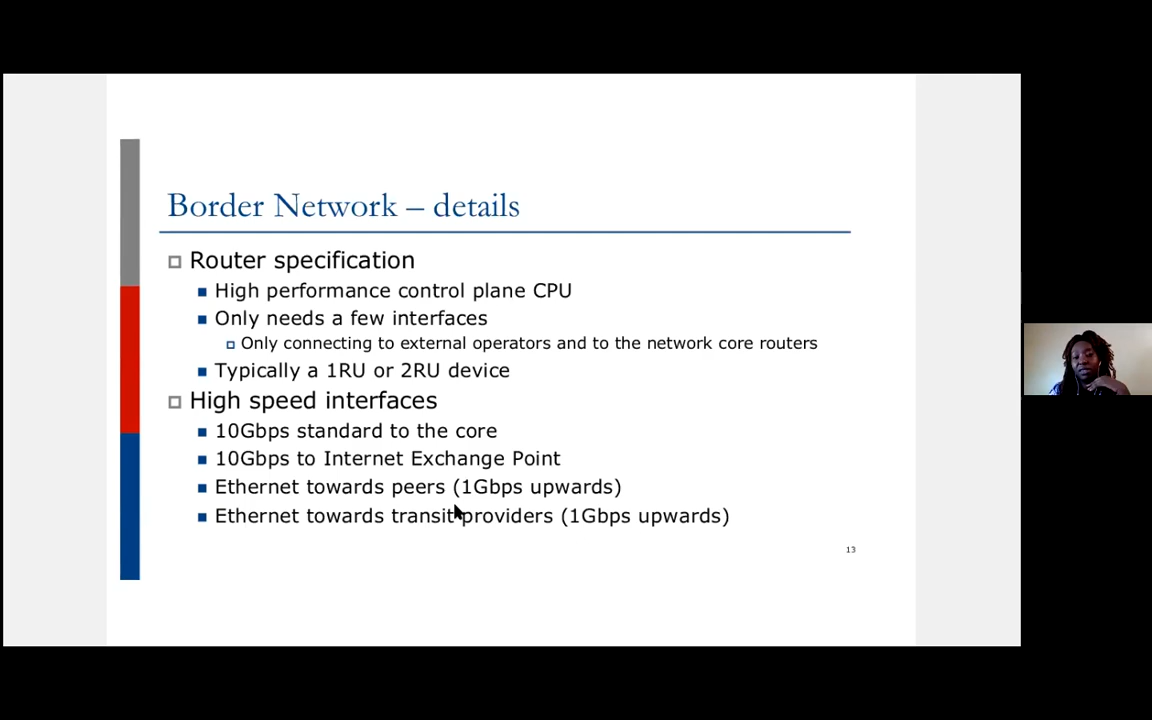 Border Network – details
Router specification
High performance control plane CPU
Only needs a few interfaces
Only connecting to external operators and to the network core routers
Typically a 1RU or 2RU device
High speed interfaces
10Gbps standard to the core
10Gbps to Internet Exchange Point
Ethernet towards peers (1Gbps upwards)
Ethernet towards transit providers (1Gbps upwards)
13